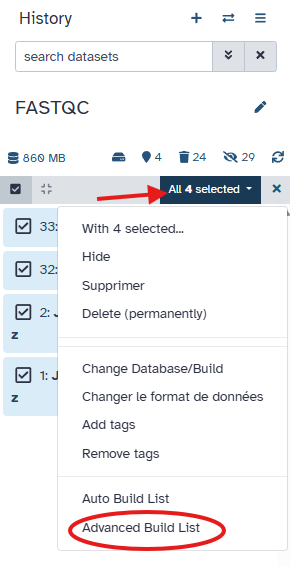 History
search datasets
FASTQC
860 MB 4 24 29
All 4 selected
33:
32:
2: J
z
1: J
z
With 4 selected...
Hide
Supprimer
Delete (permanently)
Change Database/Build
Changer le format de données
Add tags
Remove tags
Auto Build List
Advanced Build List